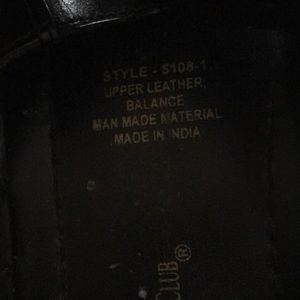 STYLE - 5108-1
UPPER LEATHER,
BALANCE
MAN MADE MATERIAL
MADE IN INDIA
CLUB®